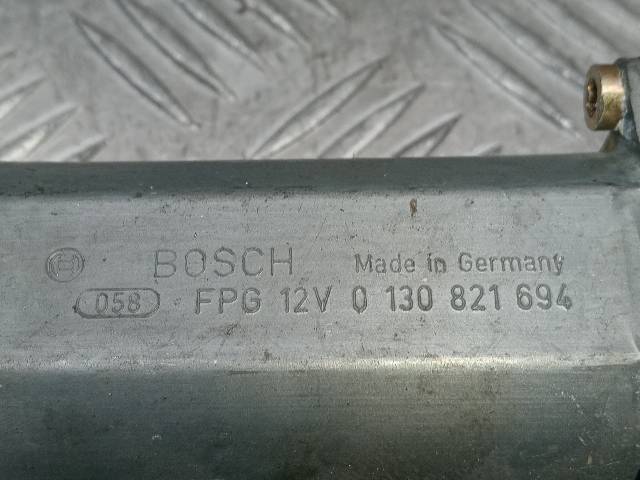 BOSCH Made in Germany
058 FPG 12V 0 130 821 694